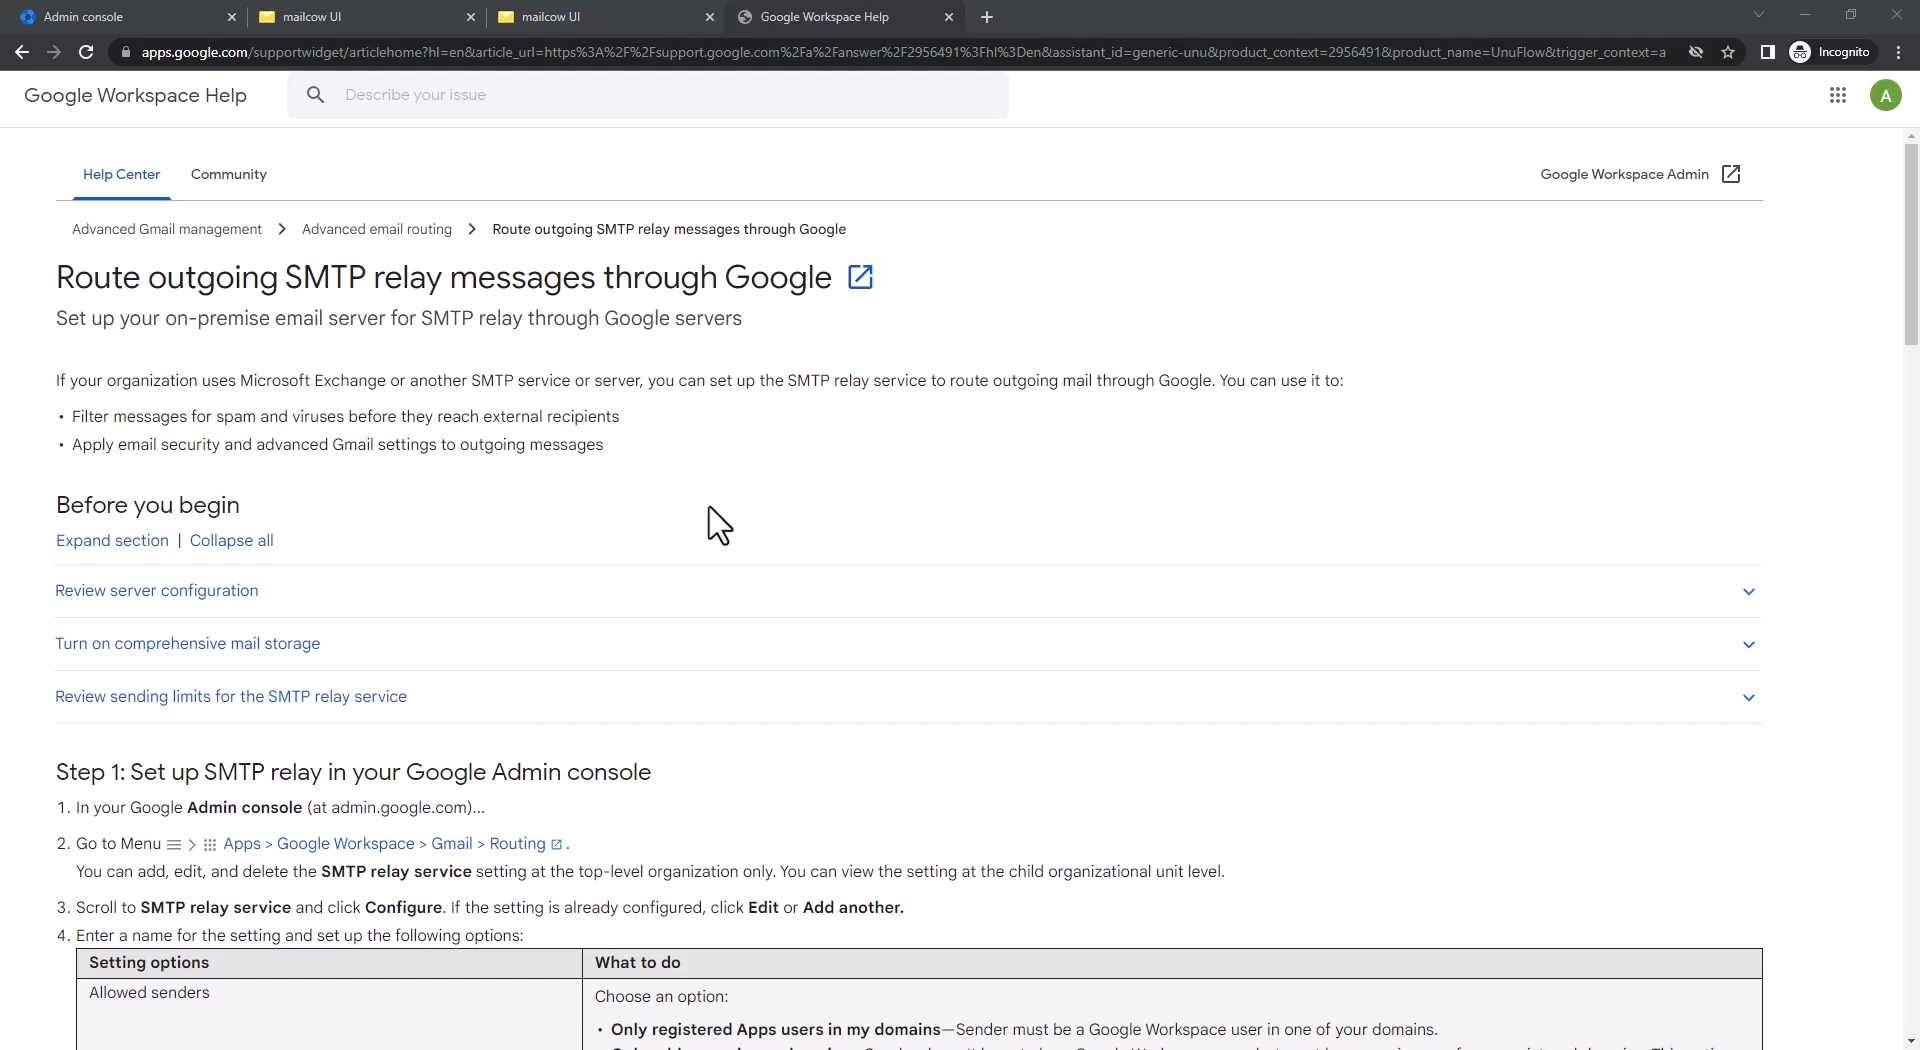 Admin console
mailcow UI
mailcow UI
Google Workspace Help
apps.google.com/supportwidget/articlehome?hl=en&article_url=https%3A%2F%2Fsupport.google.com%2Fa%2Fanswer%2F2956491%3Fhl%3Den&assistant_id=generic-unu&product_context=2956491&product_name=UnuFlow&trigger_context=a
Incognito
Google Workspace Help
Describe your issue
A
Help Center
Community
Google Workspace Admin
Advanced Gmail management > Advanced email routing > Route outgoing SMTP relay messages through Google
Route outgoing SMTP relay messages through Google
Set up your on-premise email server for SMTP relay through Google servers
If your organization uses Microsoft Exchange or another SMTP service or server, you can set up the SMTP relay service to route outgoing mail through Google. You can use it to:
• Filter messages for spam and viruses before they reach external recipients
• Apply email security and advanced Gmail settings to outgoing messages
Before you begin
Expand section | Collapse all
Review server configuration
Turn on comprehensive mail storage
Review sending limits for the SMTP relay service
Step 1: Set up SMTP relay in your Google Admin console
1. In your Google Admin console (at admin.google.com)...
2. Go to Menu > Apps > Google Workspace > Gmail > Routing .
You can add, edit, and delete the SMTP relay service setting at the top-level organization only. You can view the setting at the child organizational unit level.
3. Scroll to SMTP relay service and click Configure. If the setting is already configured, click Edit or Add another.
4. Enter a name for the setting and set up the following options:
Setting options
What to do
Allowed senders
Choose an option:
• Only registered Apps users in my domains—Sender must be a Google Workspace user in one of your domains.